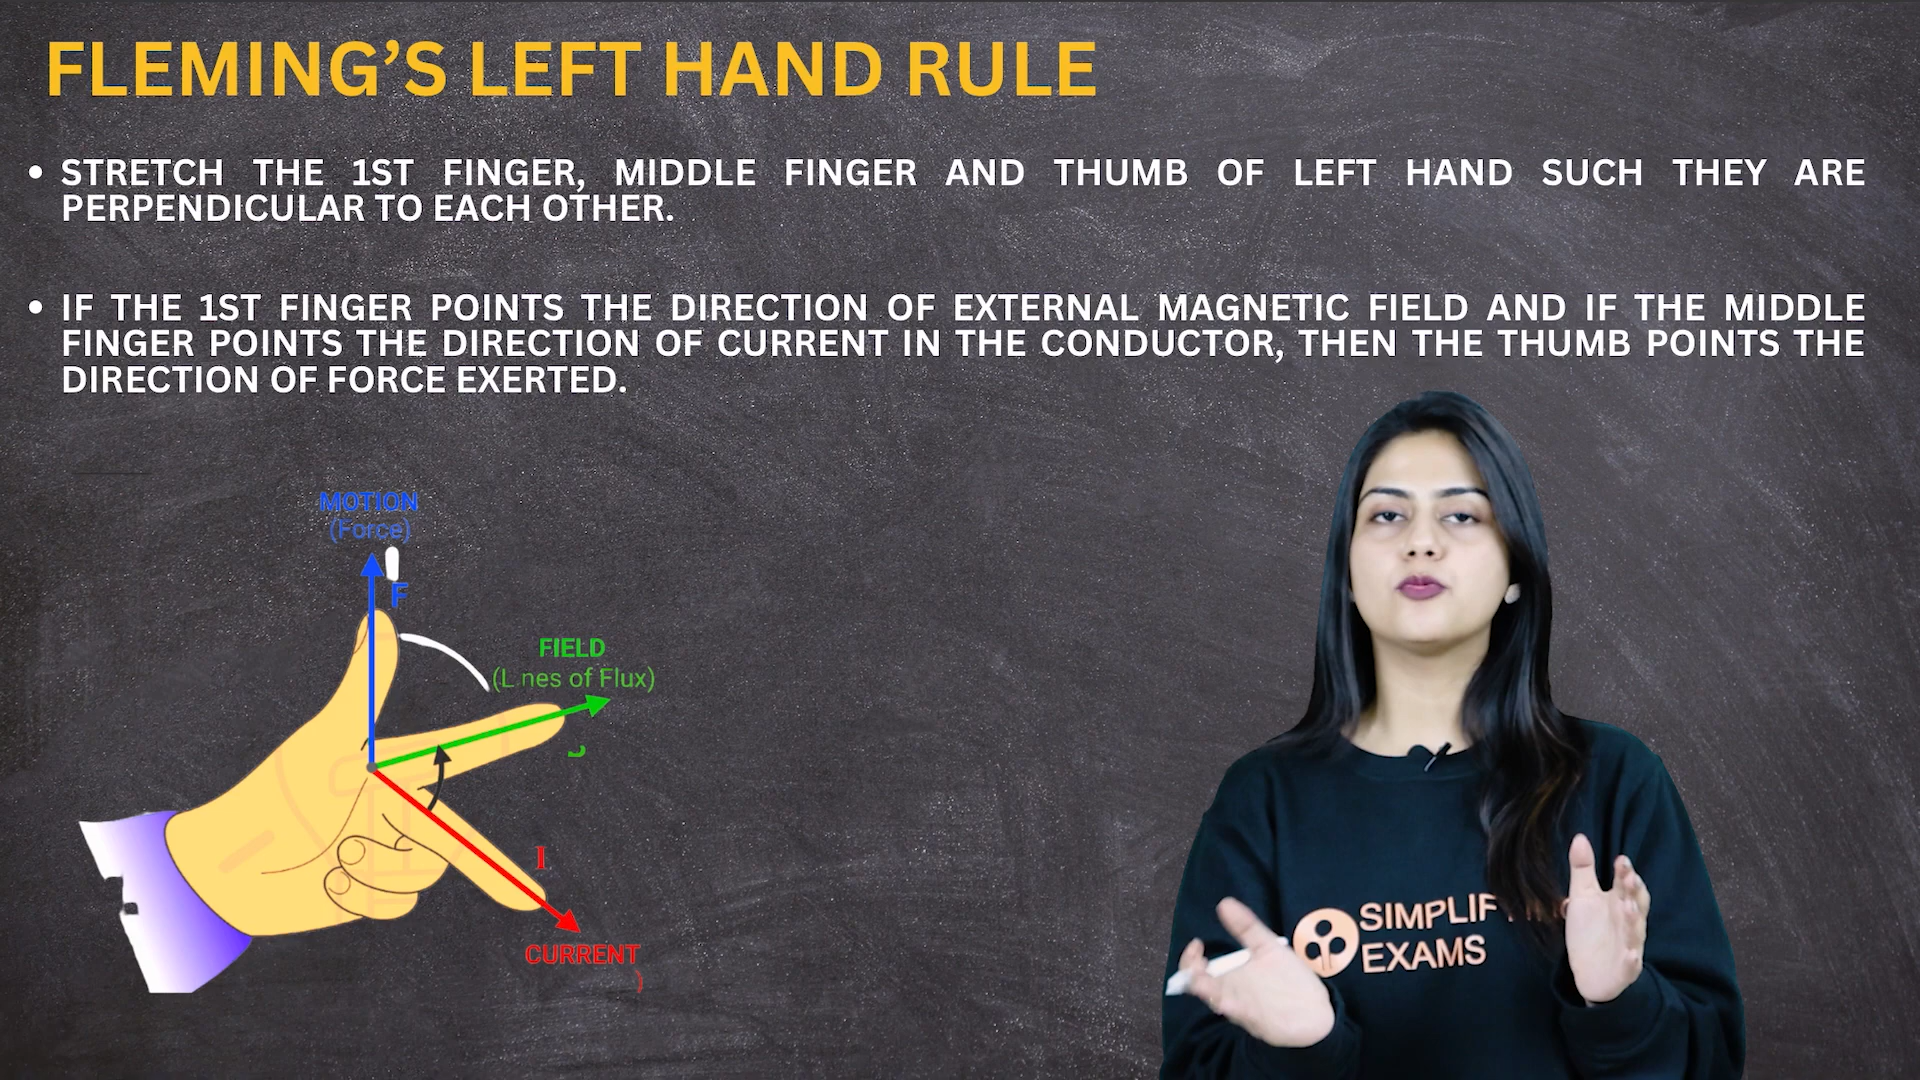 FLEMING’S LEFT HAND RULE
• STRETCH THE 1ST FINGER, MIDDLE FINGER AND THUMB OF LEFT HAND SUCH THEY ARE
PERPENDICULAR TO EACH OTHER.
• IF THE 1ST FINGER POINTS THE DIRECTION OF EXTERNAL MAGNETIC FIELD AND IF THE MIDDLE
FINGER POINTS THE DIRECTION OF CURRENT IN THE CONDUCTOR, THEN THE THUMB POINTS THE
DIRECTION OF FORCE EXERTED.
MOTION
(Force)
F
FIELD
(L nes of Flux)
I
CURRENT
)
SIMPLIF
EXAMS